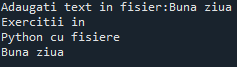 Adaugati text in fisier:Buna ziua
Exercitii in
Python cu fisiere
Buna ziua